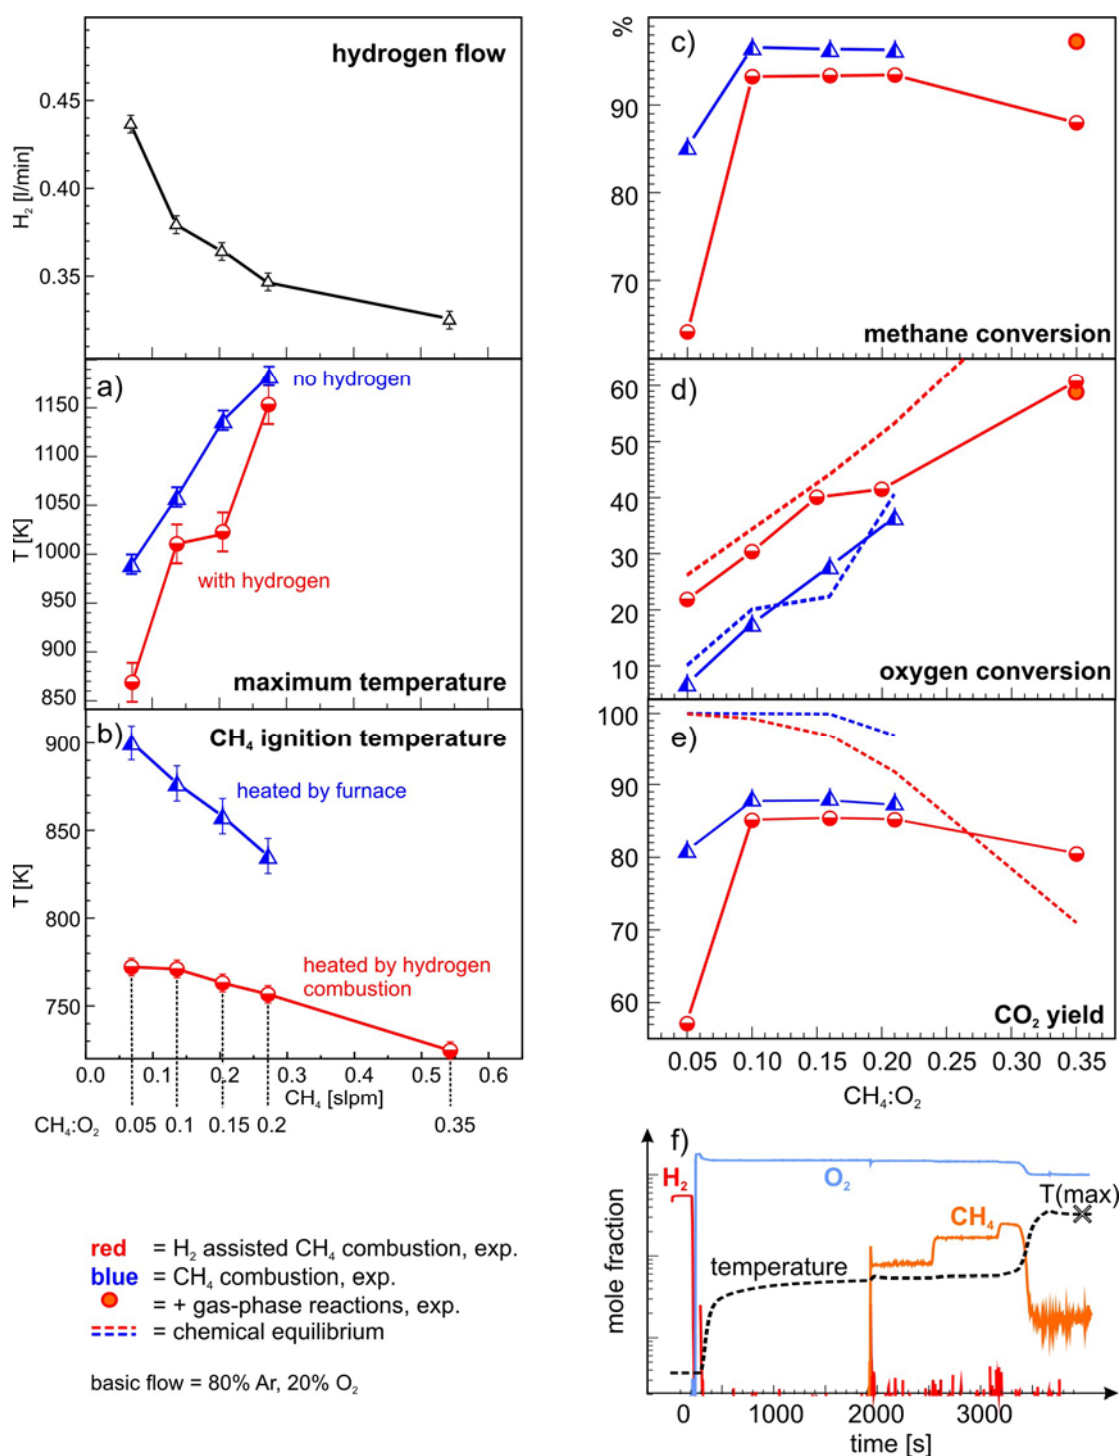 hydrogen flow
0.45
0.40
0.35
H₂ [l/min]
a)
no hydrogen
with hydrogen
maximum temperature
1150
1100
1050
1000
950
900
850
T [K]
b)
CH₄ ignition temperature
heated by furnace
heated by hydrogen
combustion
900
850
800
750
T [K]
0.0 0.1 0.2 0.3 0.4 0.5 0.6
CH₄ [slpm]
CH₄:O₂ 0.05 0.1 0.15 0.2 0.35
red = H₂ assisted CH₄ combustion, exp.
blue = CH₄ combustion, exp.
= + gas-phase reactions, exp.
= chemical equilibrium
basic flow = 80% Ar, 20% O₂
%
c)
90
80
70
methane conversion
d)
60
50
40
30
20
10
oxygen conversion
e)
100
90
80
70
60
CO₂ yield
0.05 0.10 0.15 0.20 0.25 0.30 0.35
CH₄:O₂
f)
H₂
O₂
T(max)
CH₄
temperature
mole fraction
0 1000 2000 3000
time [s]